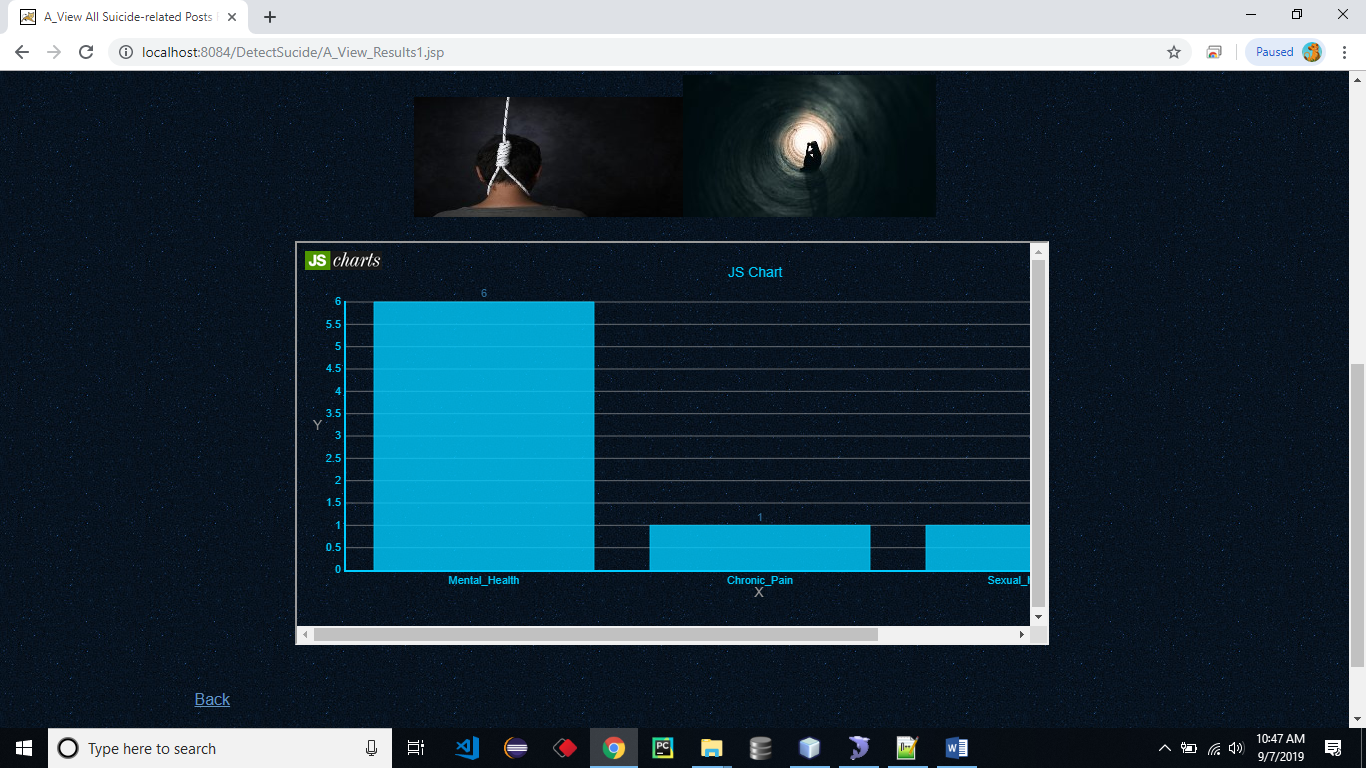 A_View All Suicide-related Posts
localhost:8084/DetectSucide/A_View_Results1.jsp
Paused
JS charts
JS Chart
6
6
5.5
5
4.5
4
3.5
Y
3
2.5
2
1.5
1
1
0.5
0
Mental_Health
Chronic_Pain
Sexual_
X
Back
Type here to search
PC
10:47 AM
9/7/2019